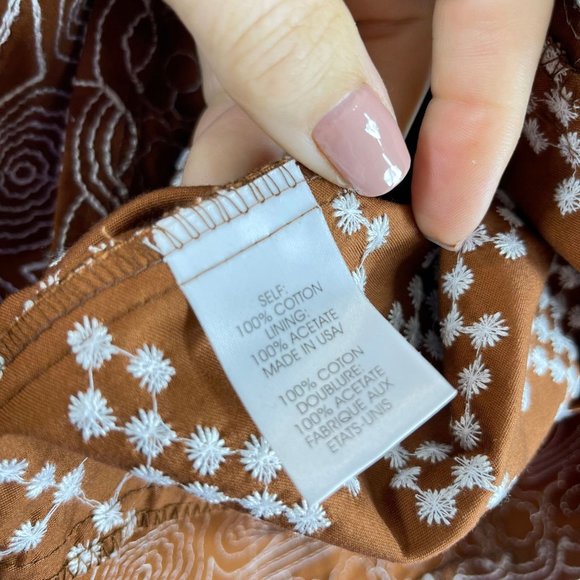 SELF:
100% COTTON
LINING:
100% ACETATE
MADE IN USA/
100% COTON
DOUBLURE:
100% ACETATE
FABRIQUE AUX
ETATS-UNIS